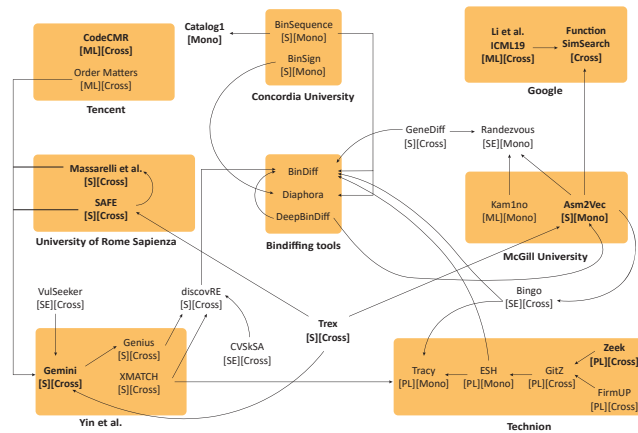 CodeCMR
[ML][Cross]
Order Matters
[ML][Cross]
Tencent
Catalog1
[Mono]
BinSequence
[S][Mono]
BinSign
[S][Mono]
Concordia University
Li et al.
ICML19
[ML][Cross]
Function
SimSearch
[Cross]
Google
GeneDiff
[S][Cross]
Randezvous
[SE][Mono]
Massarelli et al.
[S][Cross]
SAFE
[S][Cross]
University of Rome Sapienza
BinDiff
Diaphora
DeepBinDiff
Bindiffing tools
Kam1no
[ML][Mono]
Asm2Vec
[S][Mono]
McGill University
VulSeeker
[SE][Cross]
discovRE
[S][Cross]
Bingo
[SE][Cross]
Trex
[S][Cross]
CVSkSA
[SE][Cross]
Genius
[S][Cross]
Gemini
[S][Cross]
XMATCH
[S][Cross]
Yin et al.
Tracy
[PL][Mono]
ESH
[PL][Mono]
GitZ
[PL][Cross]
Zeek
[PL][Cross]
FirmUP
[PL][Cross]
Technion